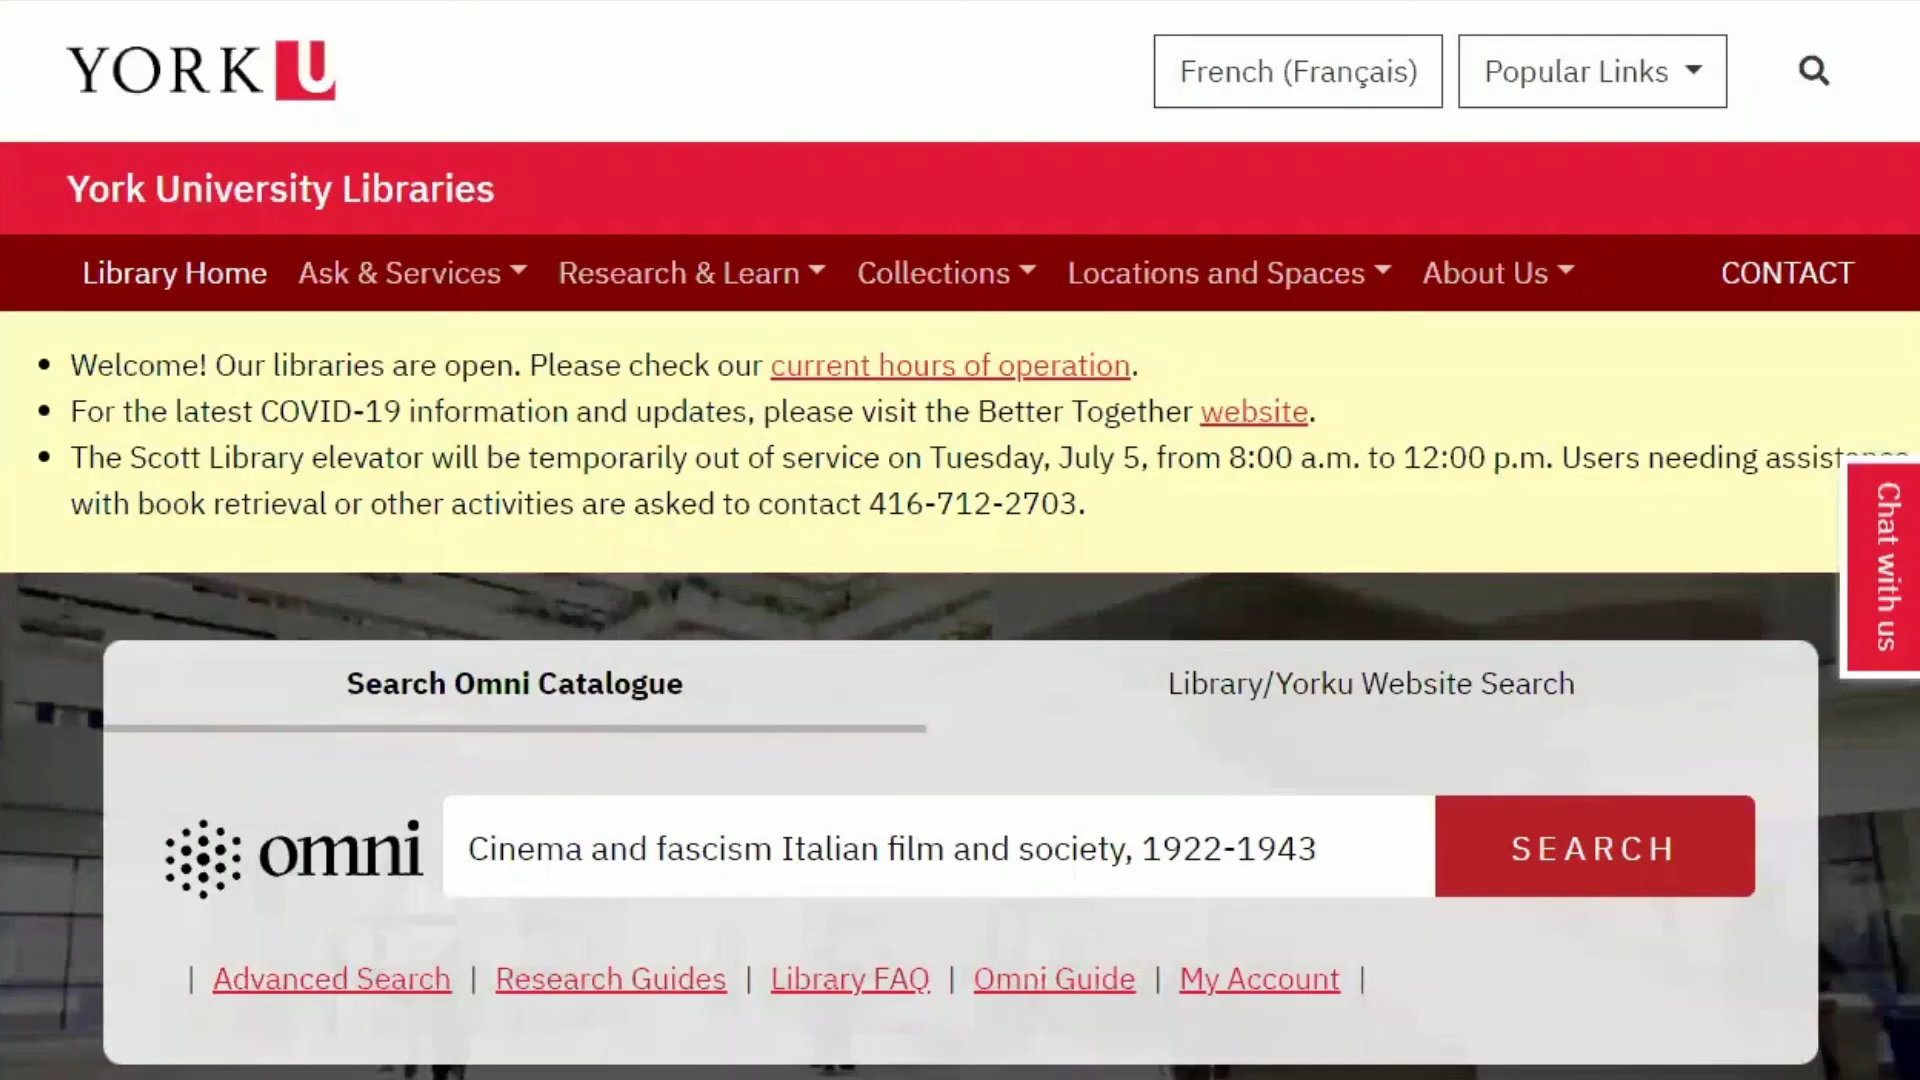 YORK U
French (Français)
Popular Links
York University Libraries
Library Home
Ask & Services
Research & Learn
Collections
Locations and Spaces
About Us
CONTACT
Welcome! Our libraries are open. Please check our current hours of operation.
For the latest COVID-19 information and updates, please visit the Better Together website.
The Scott Library elevator will be temporarily out of service on Tuesday, July 5, from 8:00 a.m. to 12:00 p.m. Users needing assistance
with book retrieval or other activities are asked to contact 416-712-2703.
Chat with us
Search Omni Catalogue
Library/Yorku Website Search
omni
Cinema and fascism Italian film and society, 1922-1943
SEARCH
| Advanced Search | Research Guides | Library FAQ | Omni Guide | My Account |